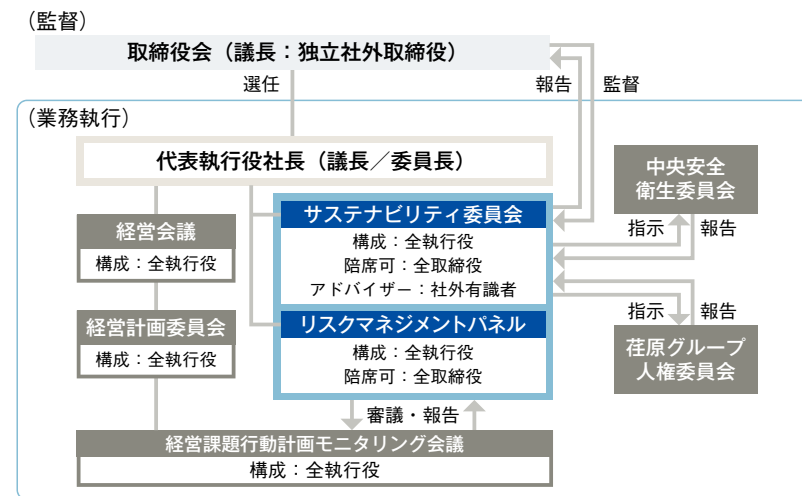 （監督）
取締役会（議長：独立社外取締役）
選任
報告
監督
（業務執行）
代表執行役社長（議長／委員長）
経営会議
構成：全執行役
経営計画委員会
構成：全執行役
サステナビリティ委員会
構成：全執行役
陪席可：全取締役
アドバイザー：社外有識者
リスクマネジメントパネル
構成：全執行役
陪席可：全取締役
審議・報告
経営課題行動計画モニタリング会議
構成：全執行役
中央安全
衛生委員会
指示
報告
指示
報告
荏原グループ
人権委員会